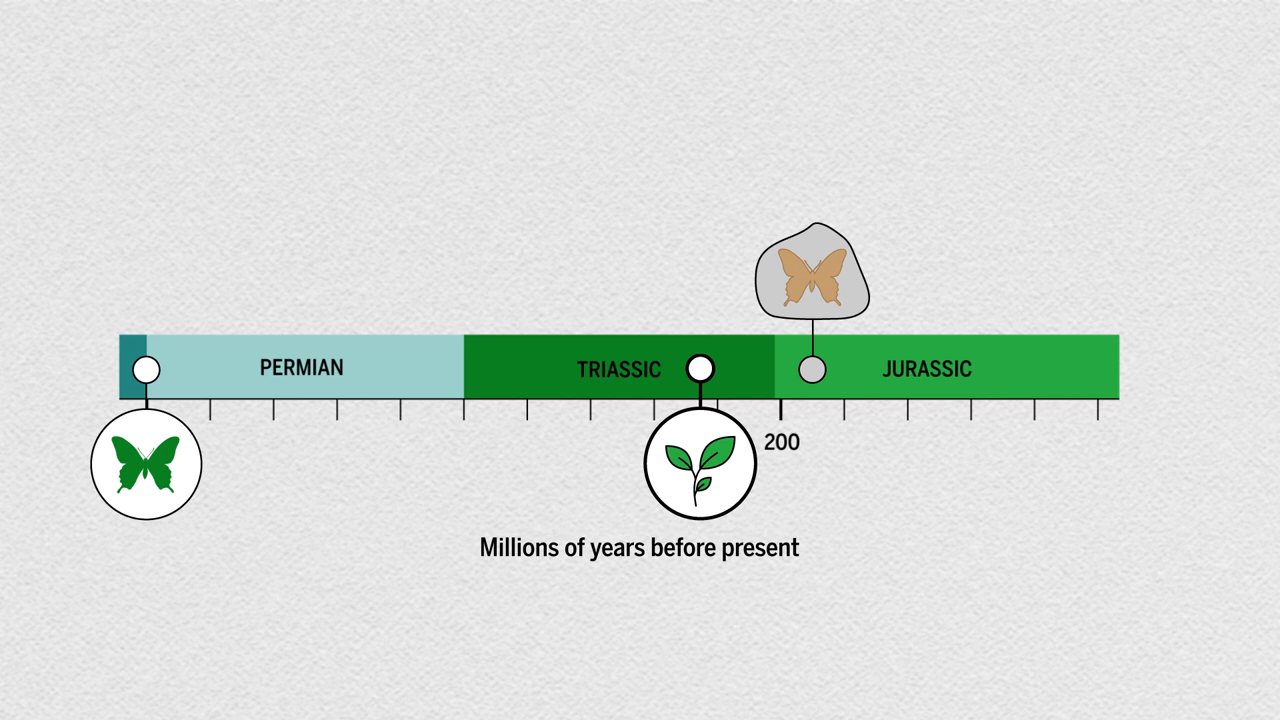 PERMIAN
TRIASSIC
JURASSIC
200
Millions of years before present